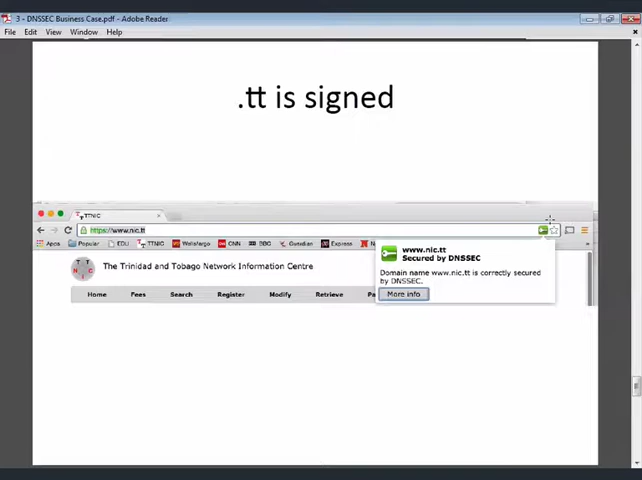 3 - DNSSEC Business Case.pdf - Adobe Reader
File Edit View Window Help
.tt is signed
TTNIC
https://www.nic.tt
Apps Popular EDU TTNIC Wellsfargo CNN BBC Guardian Express
www.nic.tt
Secured by DNSSEC
Domain name www.nic.tt is correctly secured
by DNSSEC.
More info
The Trinidad and Tobago Network Information Centre
Home Fees Search Register Modify Retrieve